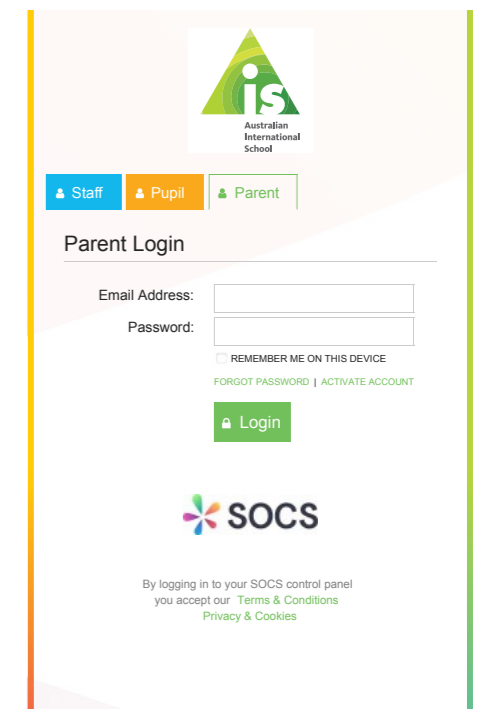 is
Australian
International
School
Staff Pupil Parent
Parent Login
Email Address:
Password:
REMEMBER ME ON THIS DEVICE
FORGOT PASSWORD | ACTIVATE ACCOUNT
Login
SOCS
By logging in to your SOCS control panel
you accept our Terms & Conditions
Privacy & Cookies